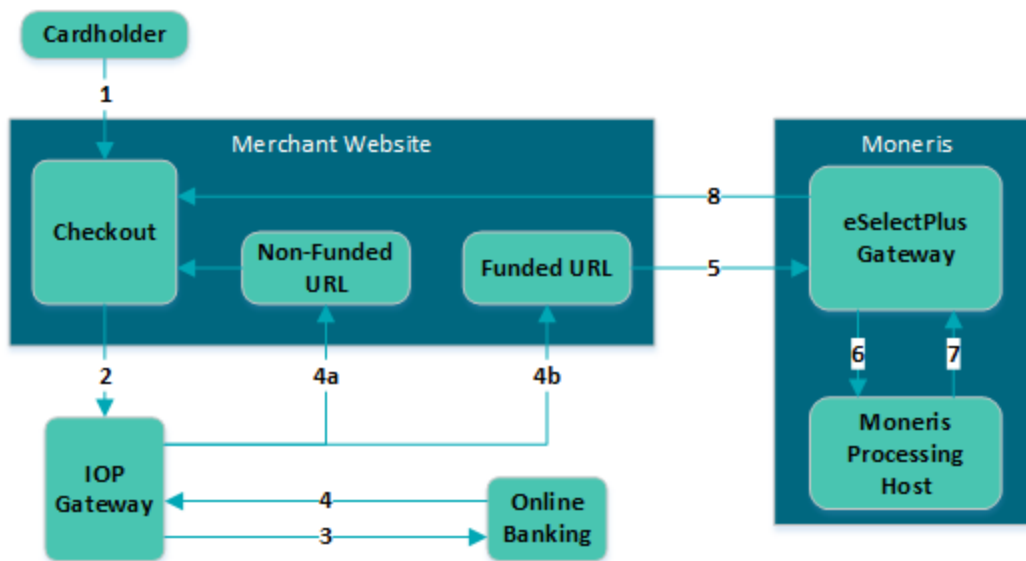 Cardholder
1
Merchant Website
Moneris
Checkout
8
eSelectPlus
Gateway
Non-Funded
URL
Funded URL
5
2
4a
4b
6
7
IOP
Gateway
4
3
Online
Banking
Moneris
Processing
Host